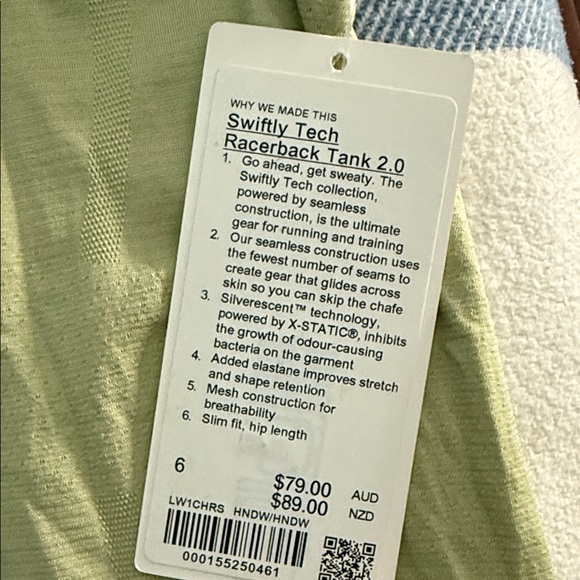 WHY WE MADE THIS
Swiftly Tech
Racerback Tank 2.0
1. Go ahead, get sweaty. The
Swiftly Tech collection,
powered by seamless
construction, is the ultimate
gear for running and training
2. Our seamless construction uses
the fewest number of seams to
create gear that glides across
skin so you can skip the chafe
3. Silverescent™ technology,
powered by X-STATIC®, inhibits
the growth of odour-causing
bacteria on the garment
4. Added elastane improves stretch
and shape retention
5. Mesh construction for
breathability
6. Slim fit, hip length
6
$79.00 AUD
$89.00 NZD
LW1CHRS HNDW/HNDW
000155250461